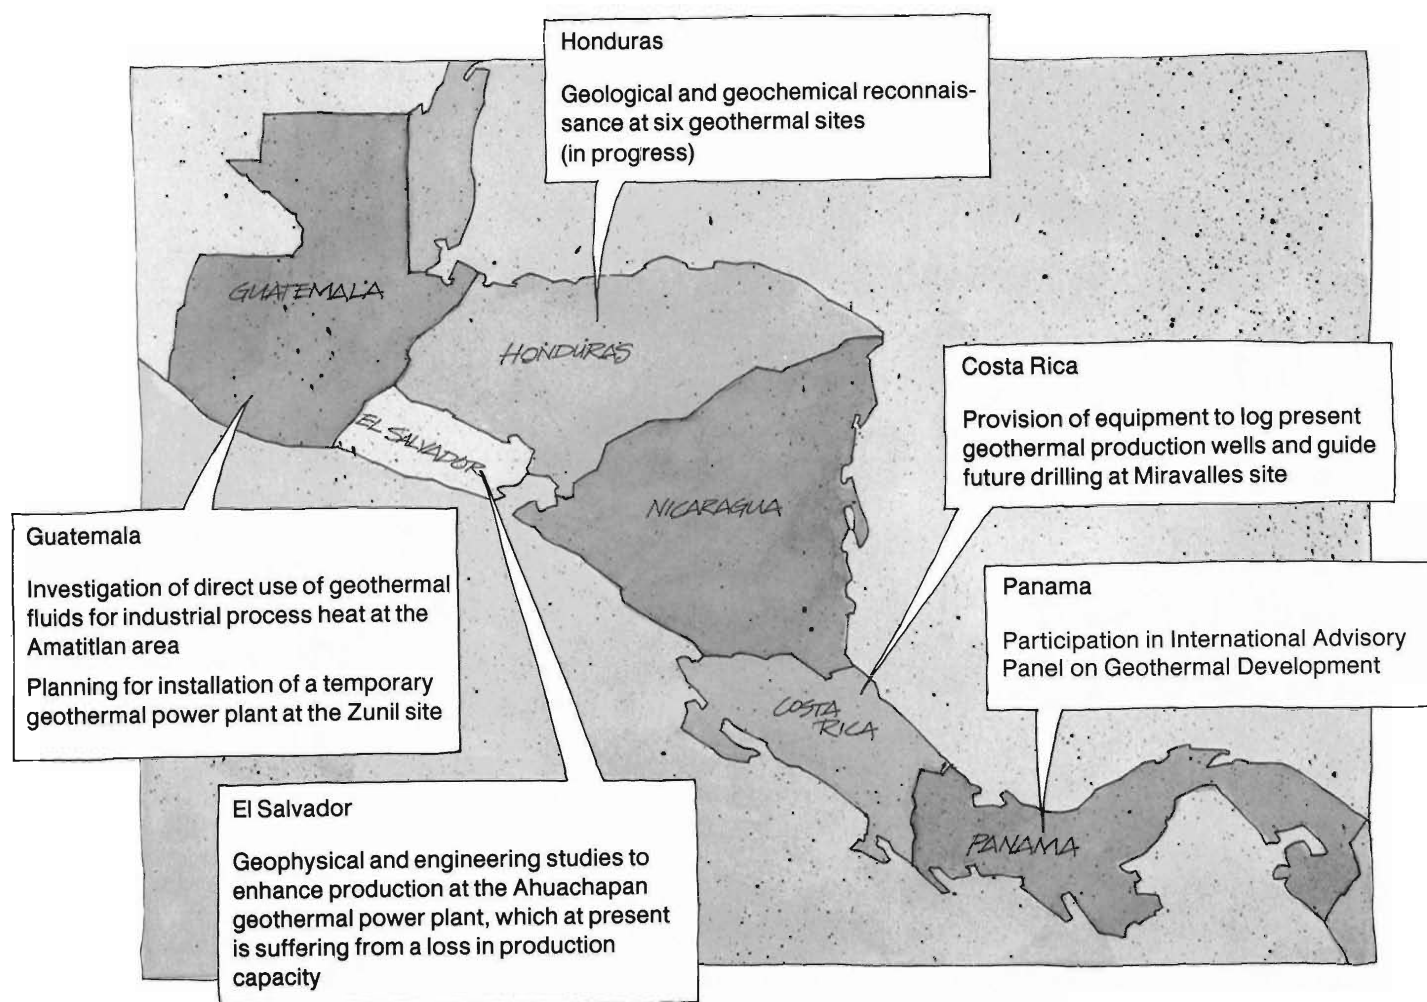 Honduras
Geological and geochemical reconnais-
sance at six geothermal sites
(in progress)
GUATEMALA
HONDURAS
Costa Rica
Provision of equipment to log present
geothermal production wells and guide
future drilling at Miravalles site
EL SALVADOR
NICARAGUA
Guatemala
Investigation of direct use of geothermal
fluids for industrial process heat at the
Amatitlan area
Planning for installation of a temporary
geothermal power plant at the Zunil site
Panama
Participation in International Advisory
Panel on Geothermal Development
COSTA
RICA
El Salvador
Geophysical and engineering studies to
enhance production at the Ahuachapan
geothermal power plant, which at present
is suffering from a loss in production
capacity
PANAMA